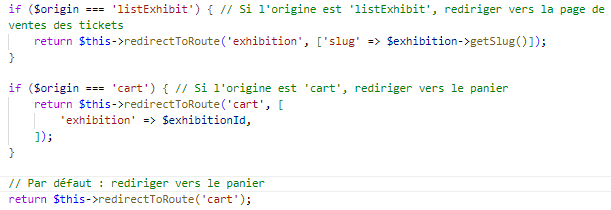 if ($origin === 'listExhibit') { // Si l'origine est 'listExhibit', rediriger vers la page de
ventes des tickets
    return $this->redirectToRoute('exhibition', ['slug' => $exhibition->getSlug()]);
}

if ($origin === 'cart') { // Si l'origine est 'cart', rediriger vers le panier
    return $this->redirectToRoute('cart', [
        'exhibition' => $exhibitionId,
    ]);
}

// Par défaut : rediriger vers le panier
return $this->redirectToRoute('cart');